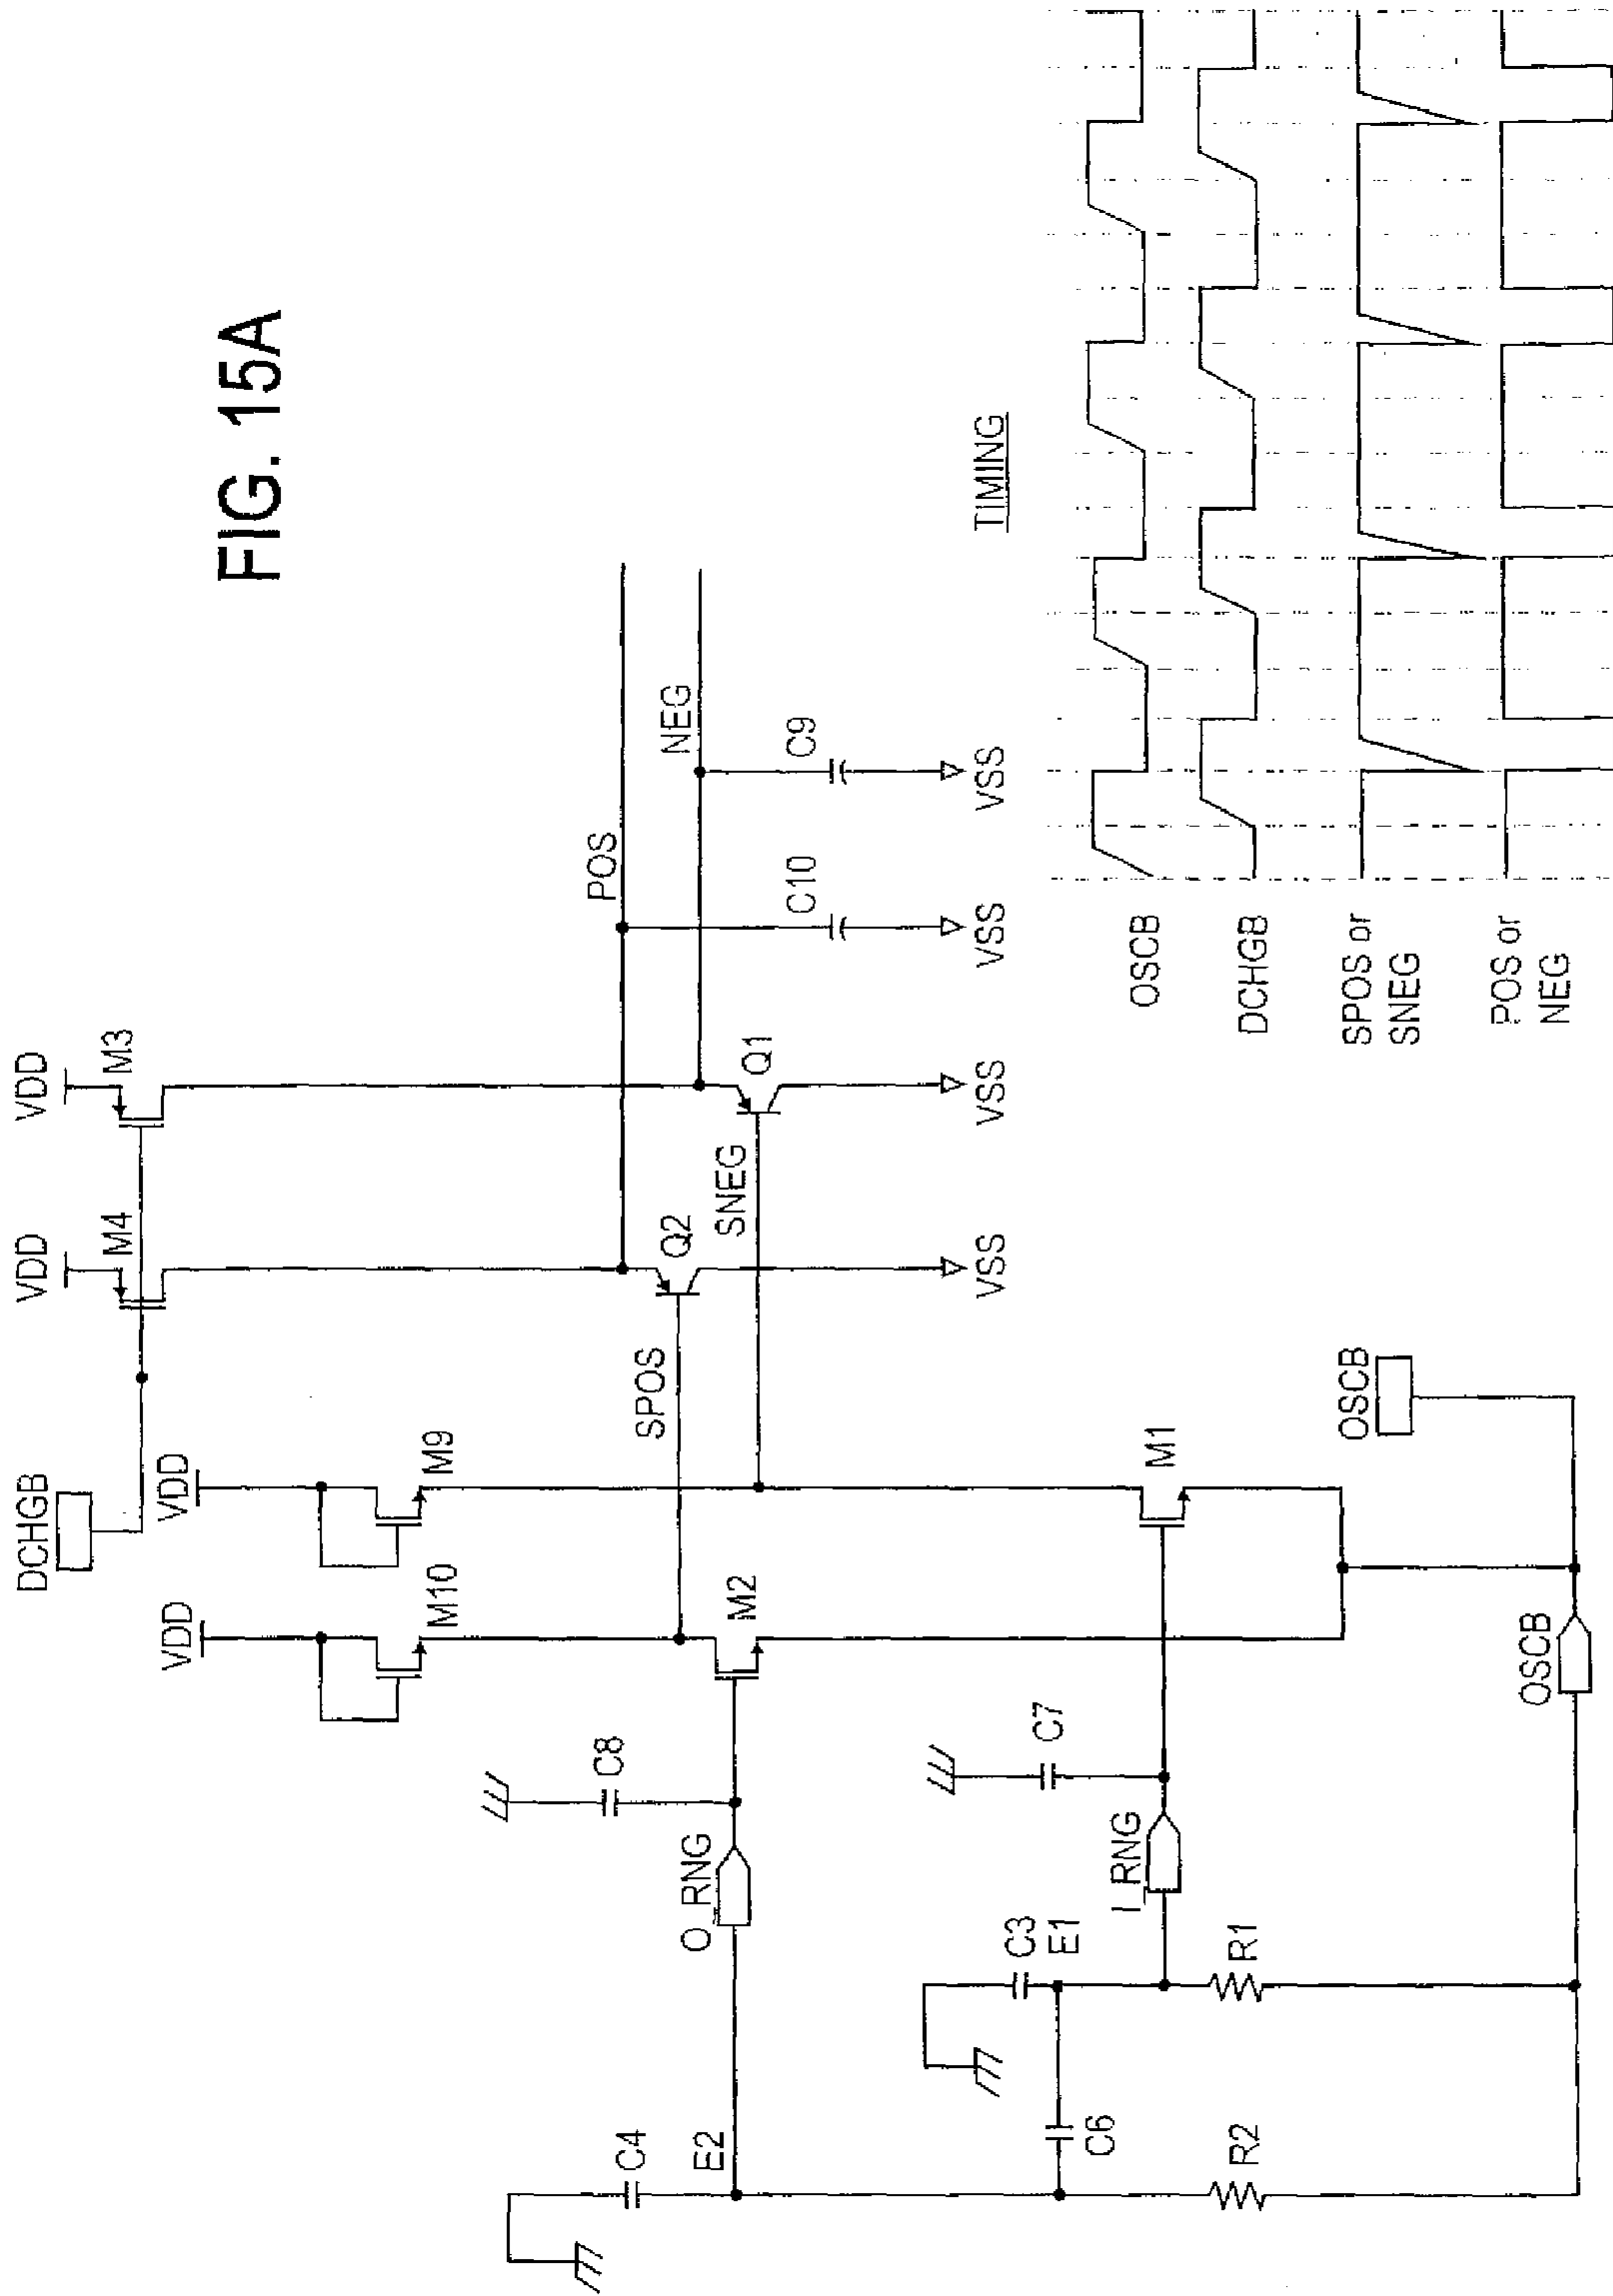 FIG. 15A
DCHGB
VDD
M4
VDD
M3
VDD
M10
VDD
M9
POS
NEG
SPOS
Q2
SNEG
Q1
C10
C9
VSS
VSS
VSS
VSS
C4
E2
O_RNG
C8
M2
C6
C3
E1
I_RNG
C7
M1
R2
R1
OSCB
OSCB
TIMING
OSCB
DCHGB
SPOS or
SNEG
POS or
NEG